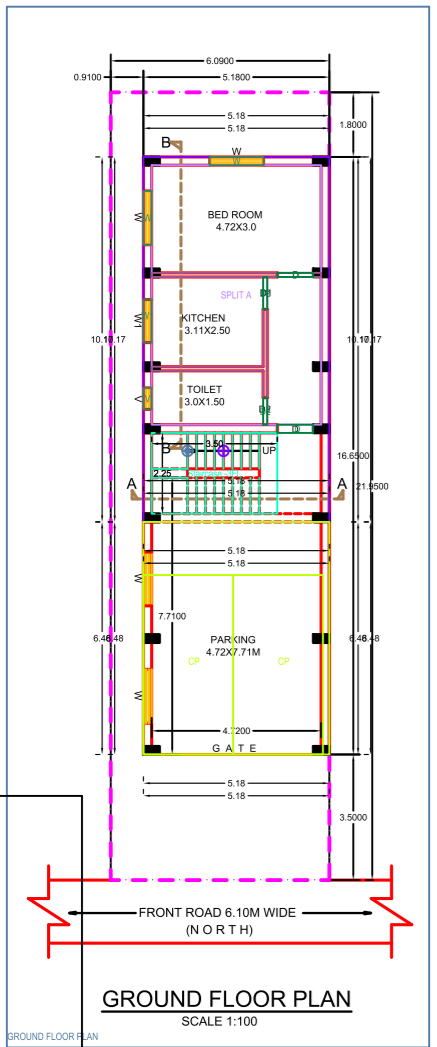 6.0900
0.9100
5.1800
5.18
5.18
1.8000
B
W
W
BED ROOM
4.72X3.0
W
W
D
SPLIT A
KITCHEN
3.11X2.50
W1
W
10.17
10.17
TOILET
3.0X1.50
V
V
D
3.50
B
UP
2.25
5.18
5.18
A
A
16.6500
21.9500
5.18
5.18
W
7.7100
6.48
6.48
6.48
PARKING
4.72X7.71M
CP
CP
W
4.7200
G A T E
5.18
5.18
3.5000
FRONT ROAD 6.10M WIDE
(N O R T H)
GROUND FLOOR PLAN
SCALE 1:100
GROUND FLOOR PLAN